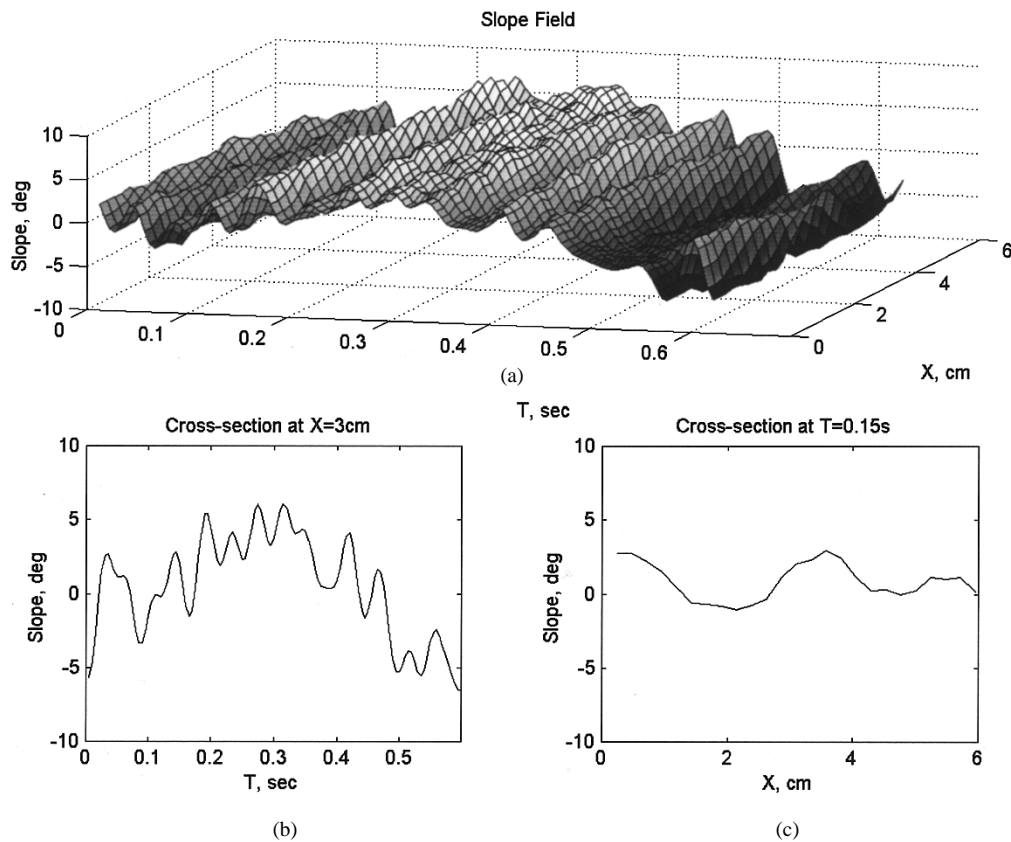 Slope Field
10
5
0
-5
-10
Slope, deg
0
0.1
0.2
0.3
0.4
0.5
0.6
T, sec
0
2
4
6
X, cm
(a)
Cross-section at X=3cm
10
5
0
-5
-10
Slope, deg
0
0.1
0.2
0.3
0.4
0.5
T, sec
(b)
Cross-section at T=0.15s
10
5
0
-5
-10
Slope, deg
0
2
4
6
X, cm
(c)